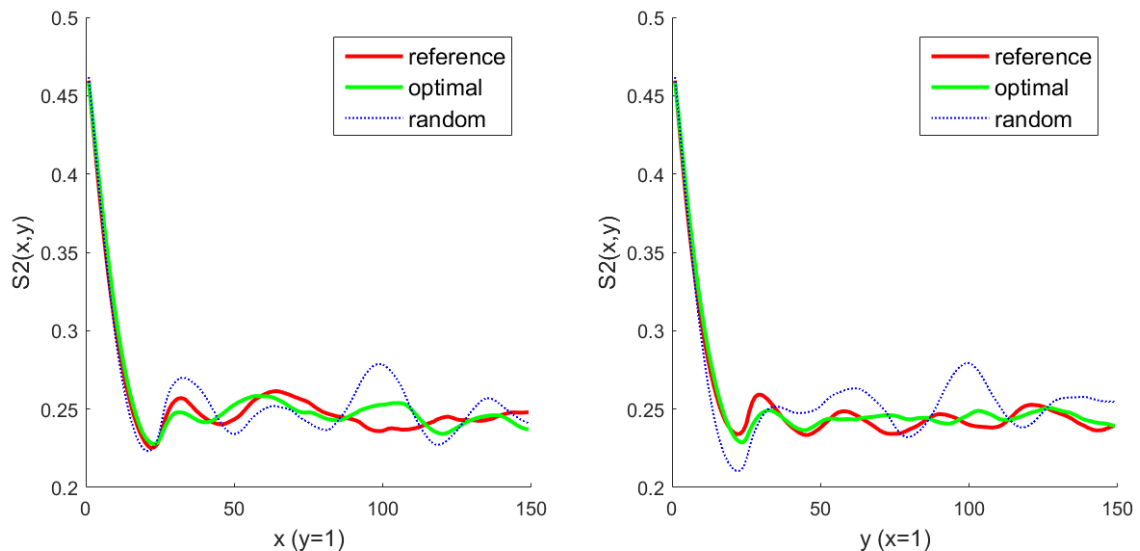 0.5
0.45
0.4
0.35
0.3
0.25
0.2
S2(x,y)
0
50
100
150
x (y=1)
reference
optimal
random
0.5
0.45
0.4
0.35
0.3
0.25
0.2
S2(x,y)
0
50
100
150
y (x=1)
reference
optimal
random